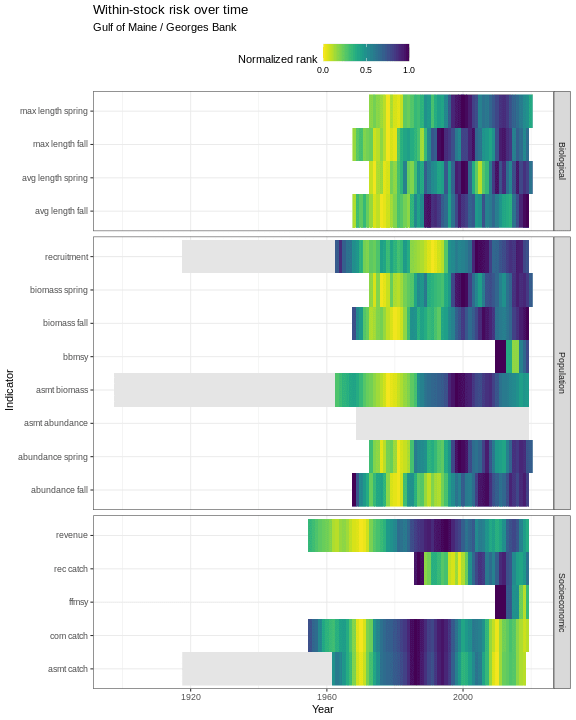 Within-stock risk over time
Gulf of Maine / Georges Bank
Normalized rank
0.0 0.5 1.0
max length spring
max length fall
avg length spring
avg length fall
Biological
recruitment
biomass spring
biomass fall
bbmsy
asmt biomass
asmt abundance
abundance spring
abundance fall
Population
revenue
rec catch
ffmsy
com catch
asmt catch
Socioeconomic
Indicator
1920 1960 2000
Year